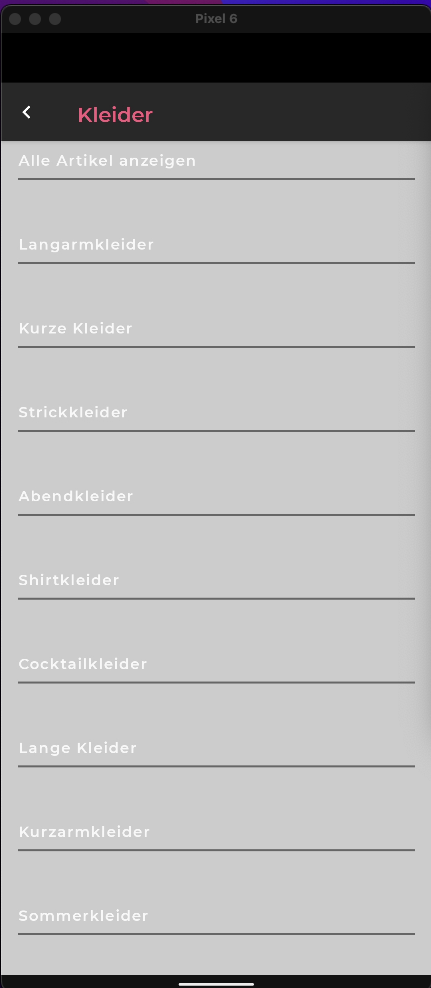 Pixel 6
Kleider
Alle Artikel anzeigen
Langarmkleider
Kurze Kleider
Strickkleider
Abendkleider
Shirtkleider
Cocktailkleider
Lange Kleider
Kurzarmkleider
Sommerkleider